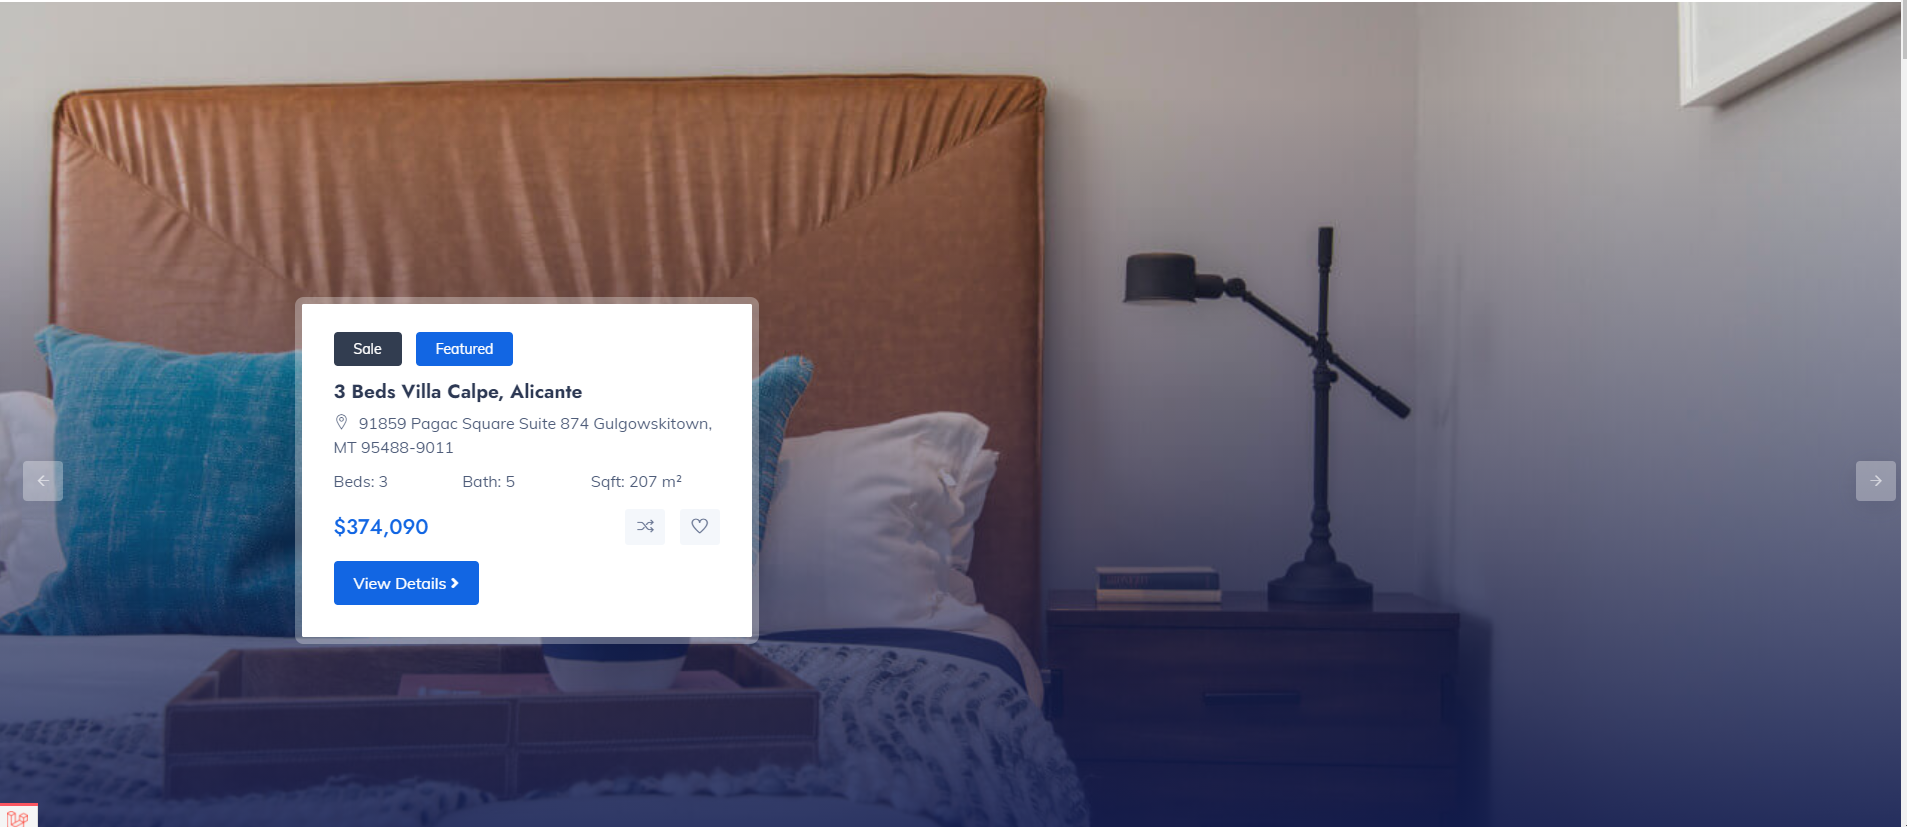 Sale
Featured
3 Beds Villa Calpe, Alicante
91859 Pagac Square Suite 874 Gulgowskitown,
MT 95488-9011
Beds: 3
Bath: 5
Sqft: 207 m²
$374,090
View Details